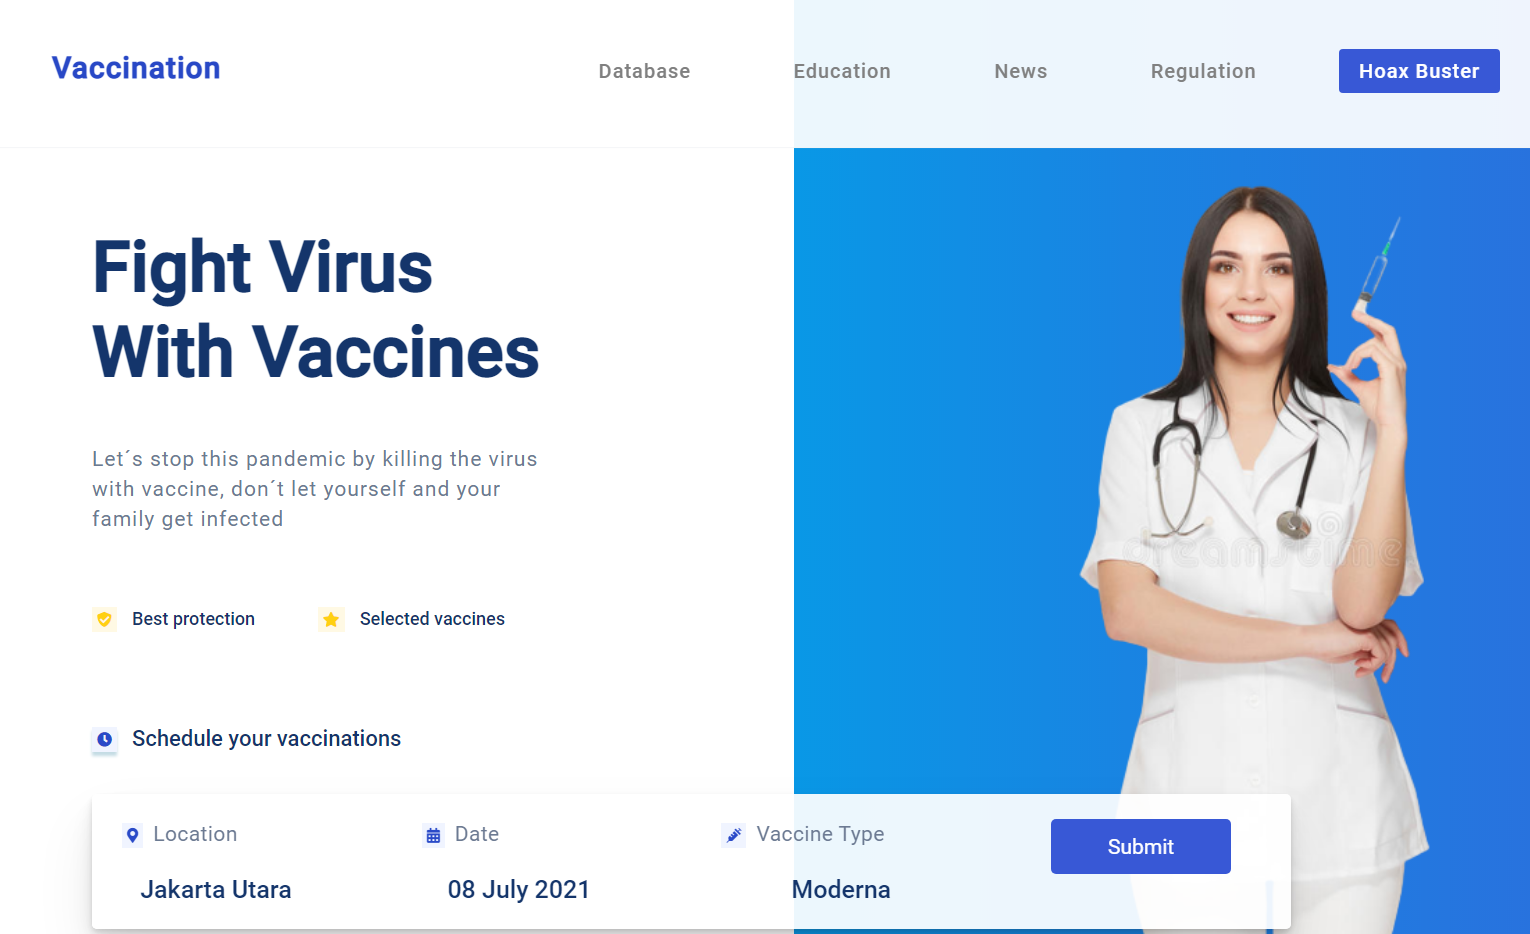 Vaccination
Database
Education
News
Regulation
Hoax Buster
Fight Virus
With Vaccines
Let´s stop this pandemic by killing the virus
with vaccine, don´t let yourself and your
family get infected
Best protection
Selected vaccines
dreamstime
Schedule your vaccinations
Location
Date
Vaccine Type
Submit
Jakarta Utara
08 July 2021
Moderna